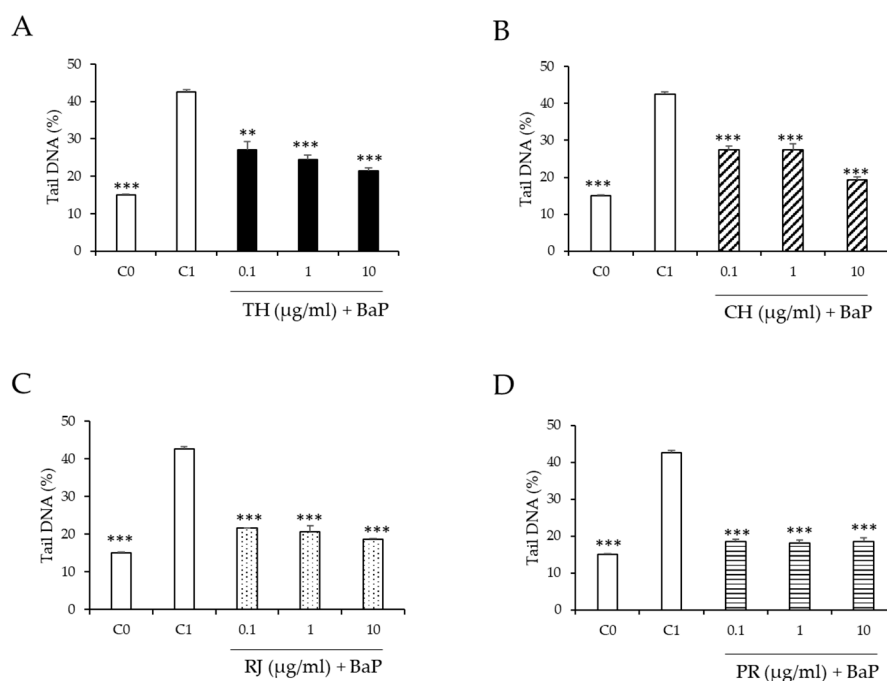 A
Tail DNA (%)
50
40
30
20
10
0
***
**
***
***
C0 C1 0.1 1 10
TH (μg/ml) + BaP
B
Tail DNA (%)
50
40
30
20
10
0
***
***
***
***
C0 C1 0.1 1 10
CH (μg/ml) + BaP
C
Tail DNA (%)
50
40
30
20
10
0
***
***
***
***
C0 C1 0.1 1 10
RJ (μg/ml) + BaP
D
Tail DNA (%)
50
40
30
20
10
0
***
***
***
***
C0 C1 0.1 1 10
PR (μg/ml) + BaP